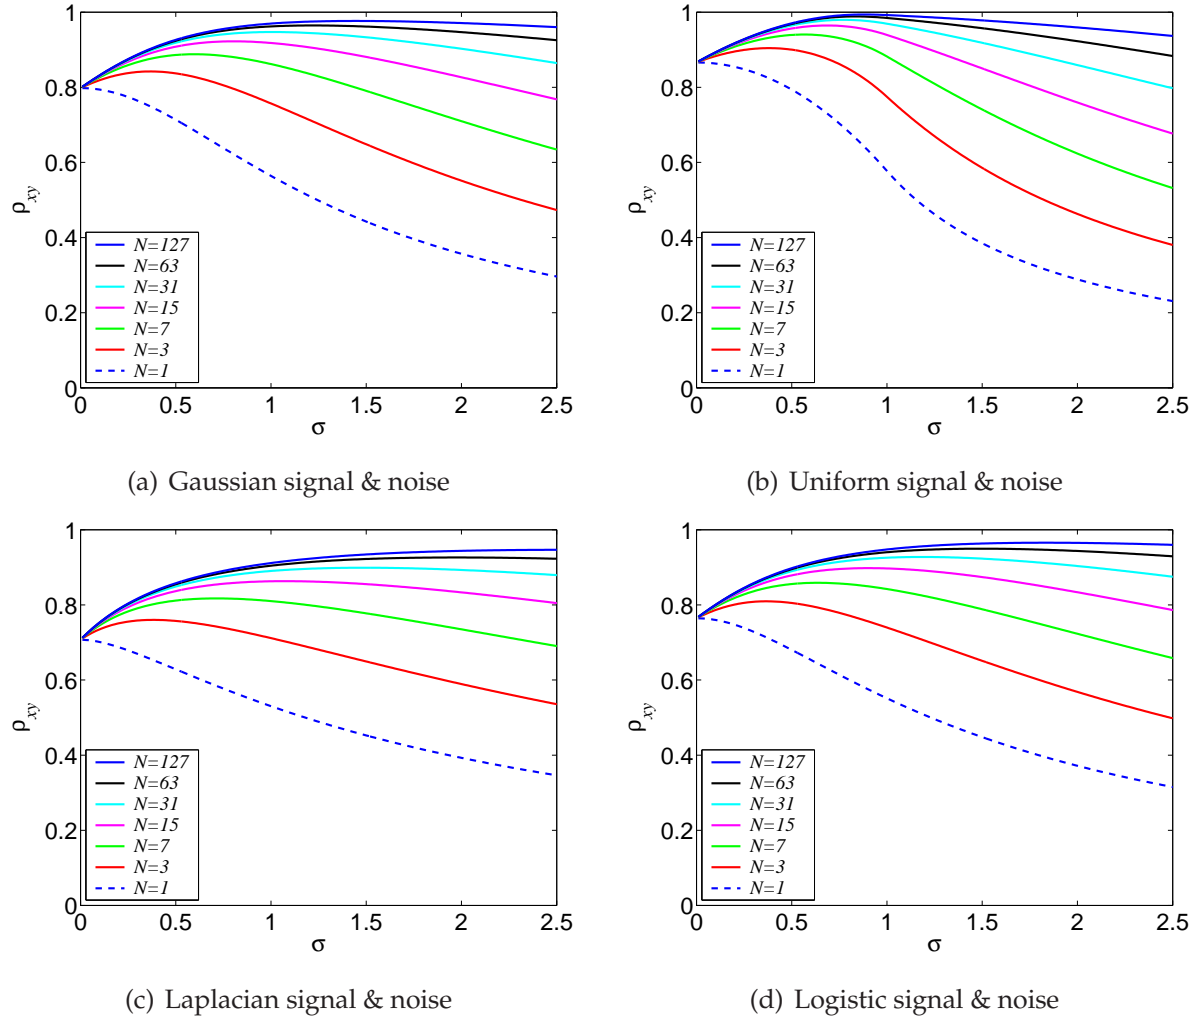 1
0.8
0.6
0.4
0.2
0
ρxy
N=127
N=63
N=31
N=15
N=7
N=3
N=1
0 0.5 1 1.5 2 2.5
σ
(a) Gaussian signal & noise
1
0.8
0.6
0.4
0.2
0
ρxy
N=127
N=63
N=31
N=15
N=7
N=3
N=1
0 0.5 1 1.5 2 2.5
σ
(b) Uniform signal & noise
1
0.8
0.6
0.4
0.2
0
ρxy
N=127
N=63
N=31
N=15
N=7
N=3
N=1
0 0.5 1 1.5 2 2.5
σ
(c) Laplacian signal & noise
1
0.8
0.6
0.4
0.2
0
ρxy
N=127
N=63
N=31
N=15
N=7
N=3
N=1
0 0.5 1 1.5 2 2.5
σ
(d) Logistic signal & noise